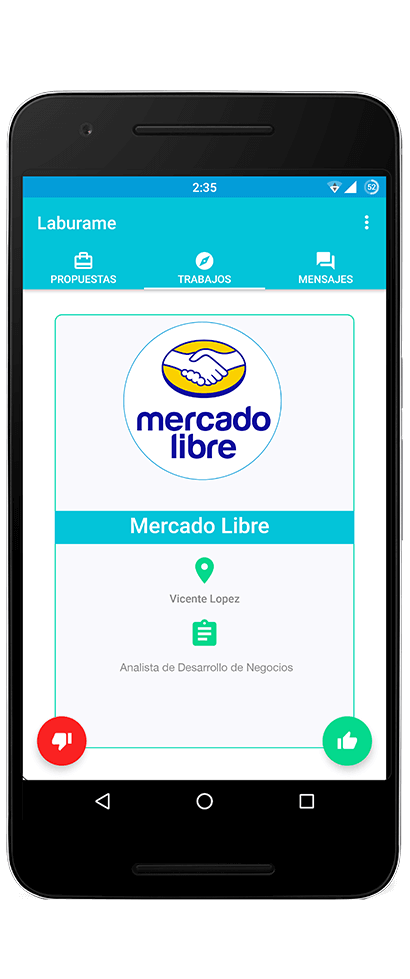 2:35
52
Laburame
PROPUESTAS
TRABAJOS
MENSAJES
mercado
libre
Mercado Libre
Vicente Lopez
Analista de Desarrollo de Negocios